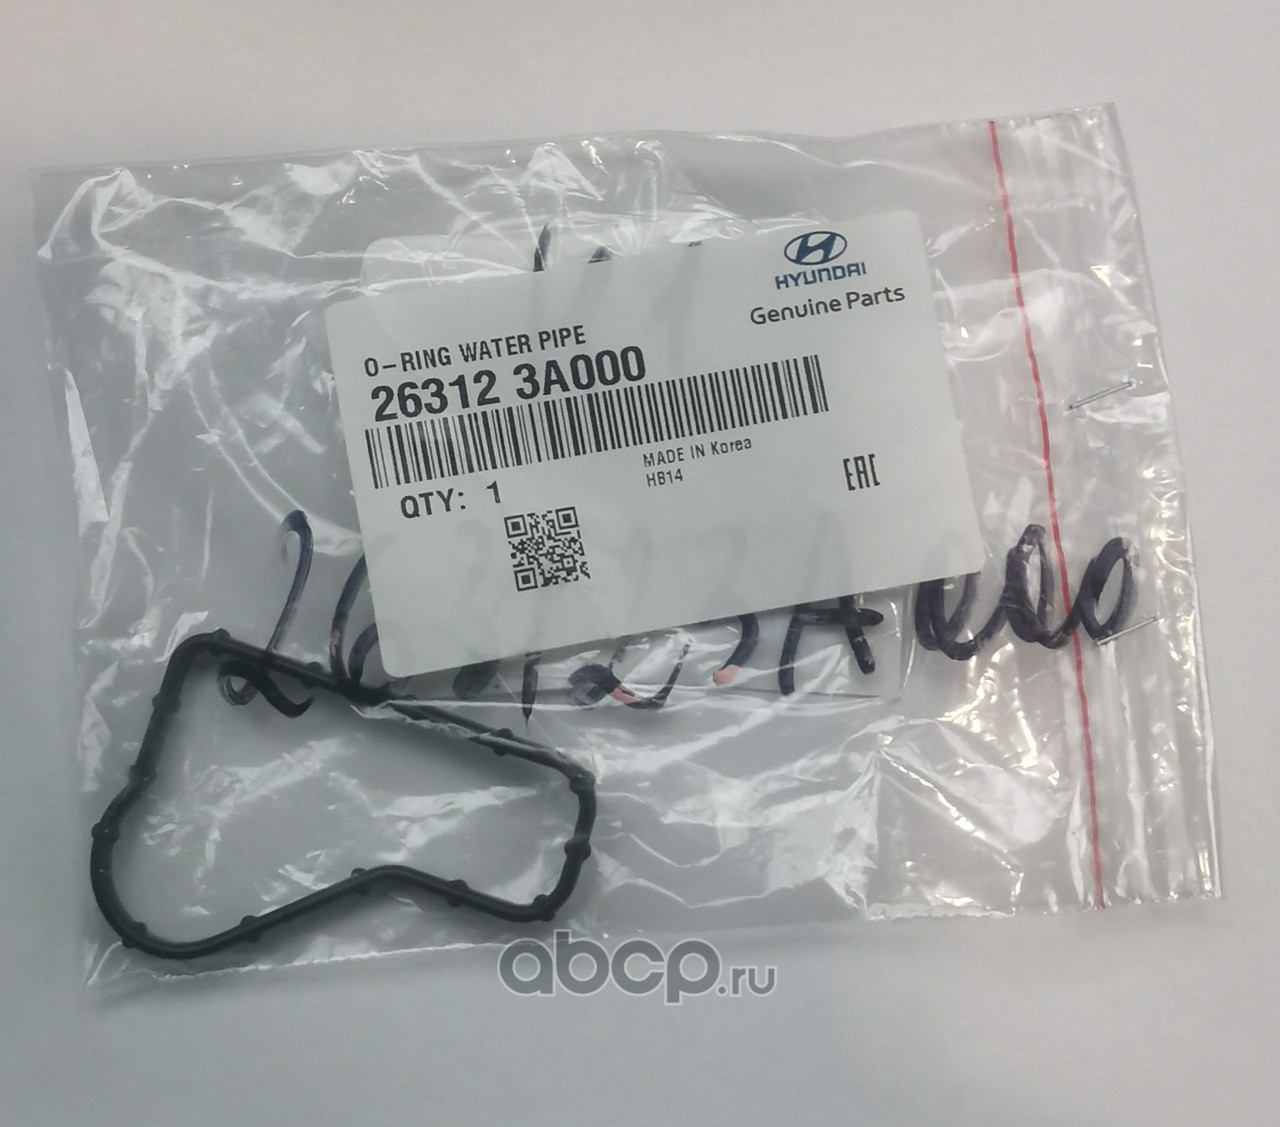 HYUNDAI
Genuine Parts
O-RING WATER PIPE
26312 3A000
MADE IN Korea
HB14
QTY: 1
EAC
abcp.ru